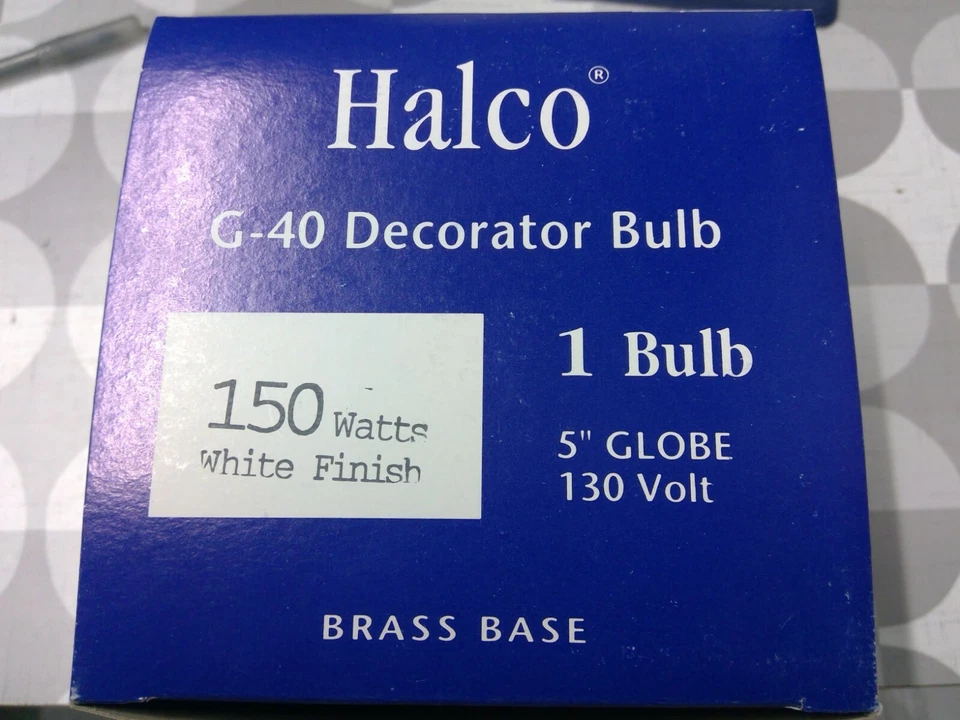 Halco®
G-40 Decorator Bulb
150 Watts
White Finish
1 Bulb
5" GLOBE
130 Volt
BRASS BASE